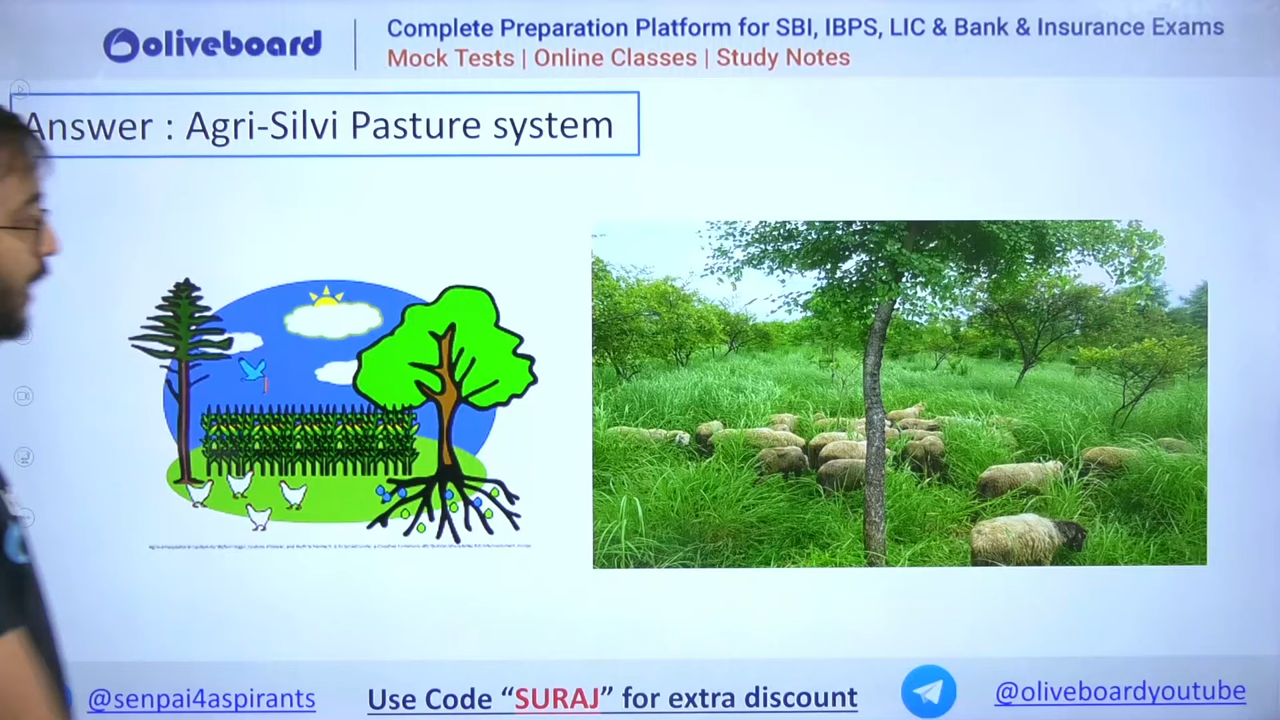 oliveboard
Complete Preparation Platform for SBI, IBPS, LIC & Bank & Insurance Exams
Mock Tests | Online Classes | Study Notes
Answer : Agri-Silvi Pasture system
@senpai4aspirants
Use Code “SURAJ” for extra discount
@oliveboardyoutube